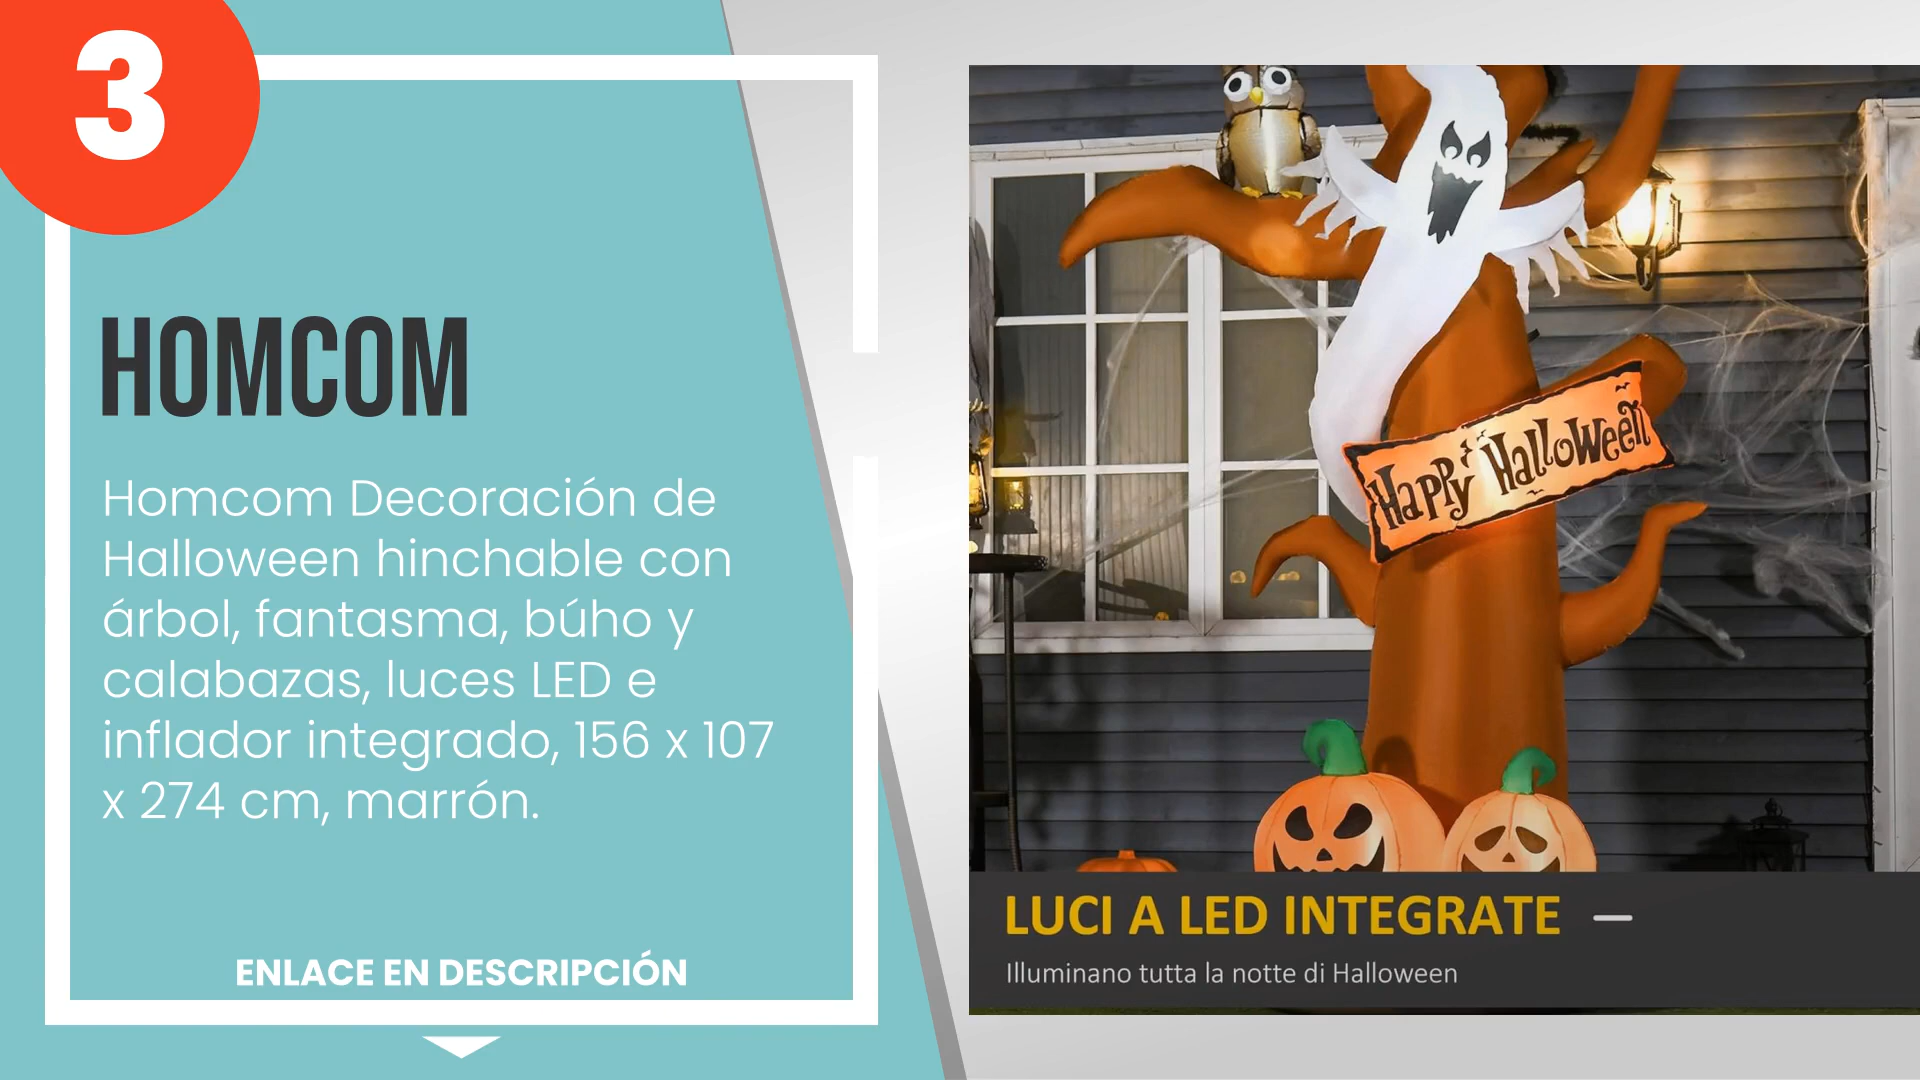 3
HOMCOM
Homcom Decoración de
Halloween hinchable con
árbol, fantasma, búho y
calabazas, luces LED e
inflador integrado, 156 x 107
x 274 cm, marrón.
ENLACE EN DESCRIPCIÓN
Happy Halloween
LUCI A LED INTEGRATE —
Illuminano tutta la notte di Halloween